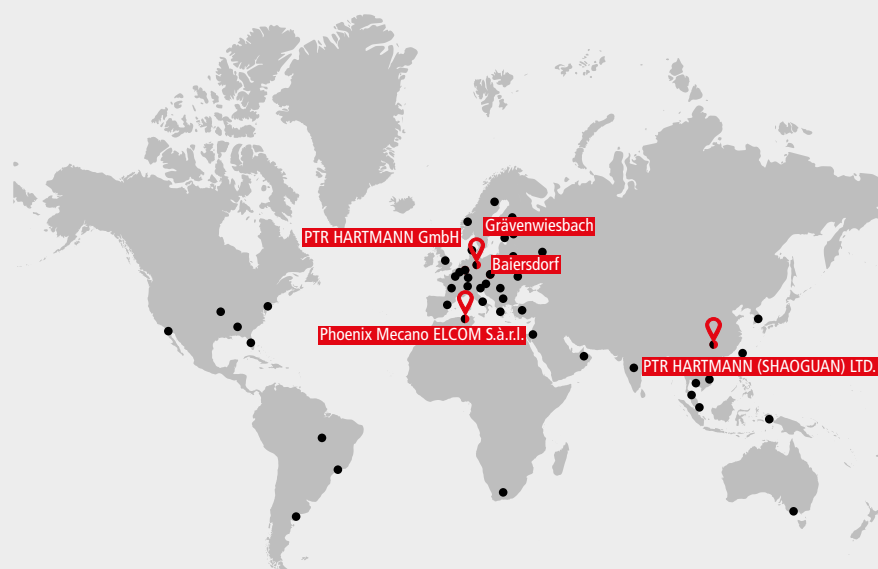 Grävenwiesbach
PTR HARTMANN GmbH
Baiersdorf
Phoenix Mecano ELCOM S.à.r.l.
PTR HARTMANN (SHAOGUAN) LTD.